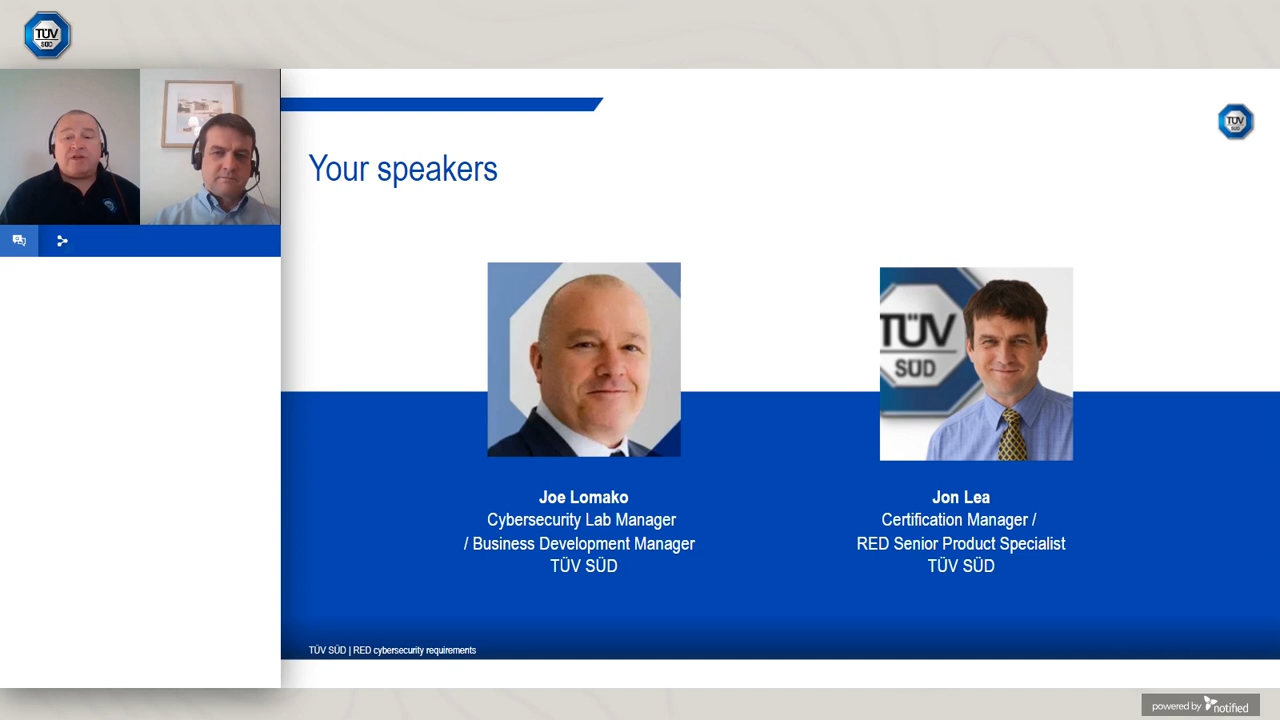 TÜV
SÜD
TÜV
SÜD
Your speakers
TÜV
SÜD
Joe Lomako
Cybersecurity Lab Manager
/ Business Development Manager
TÜV SÜD
Jon Lea
Certification Manager /
RED Senior Product Specialist
TÜV SÜD
TÜV SÜD | RED cybersecurity requirements
powered by notified